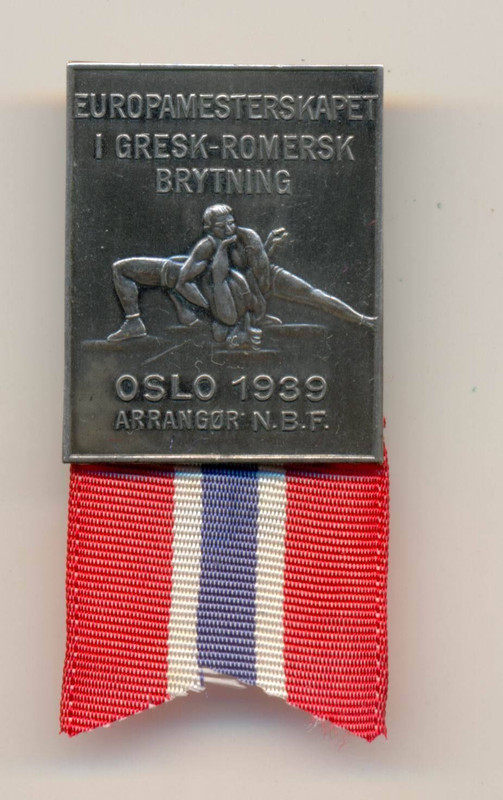 EUROPAMESTERSKAPET
I GRESK-ROMERSK
BRYTNING
OSLO 1939
ARRANGØR N.B.F.